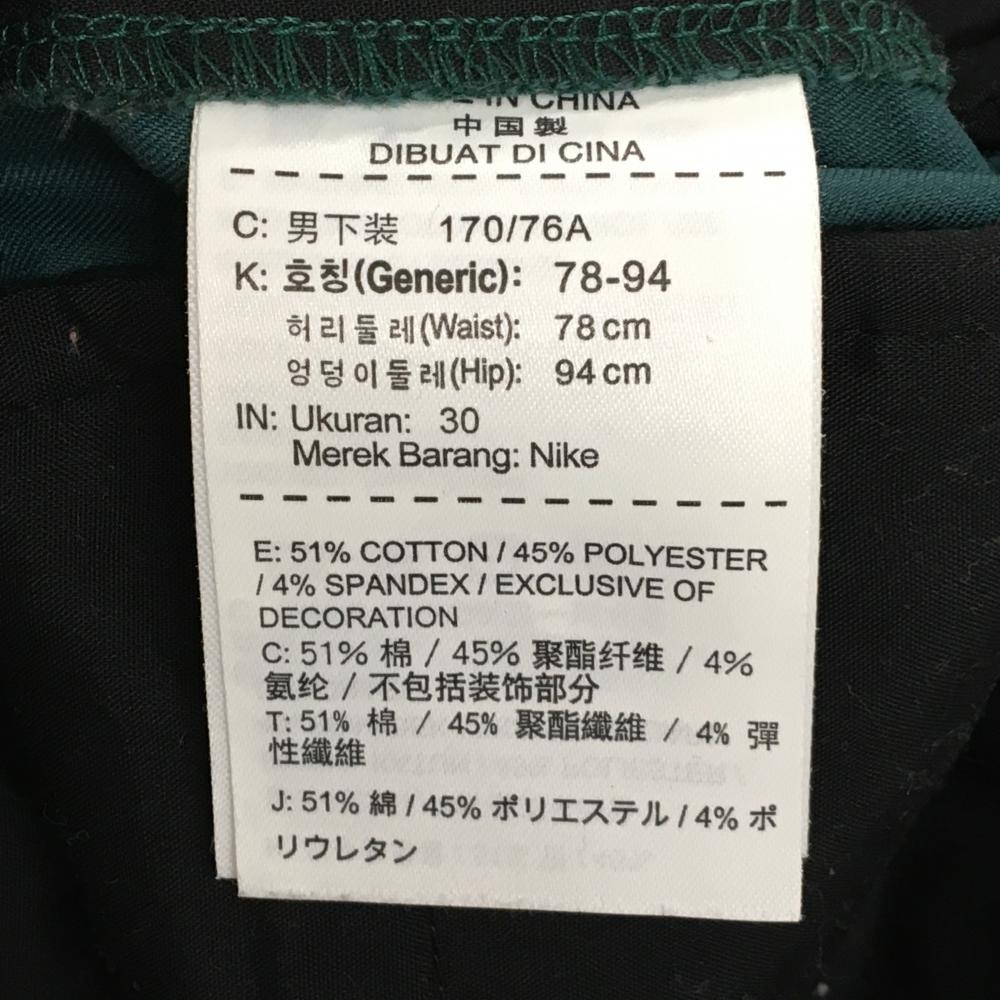 IN CHINA
中国製
DIBUAT DI CINA
C: 男下装 170/76A
K: 호칭(Generic): 78-94
허리둘레(Waist): 78cm
엉덩이둘레(Hip): 94cm
IN: Ukuran: 30
Merek Barang: Nike
E: 51% COTTON / 45% POLYESTER
/ 4% SPANDEX / EXCLUSIVE OF
DECORATION
C: 51% 棉 / 45% 聚酯纤维 / 4%
氨纶 / 不包括装饰部分
T: 51% 棉 / 45% 聚酯纖維 / 4% 彈
性纖維
J: 51% 綿 / 45% ポリエステル / 4% ポ
リウレタン